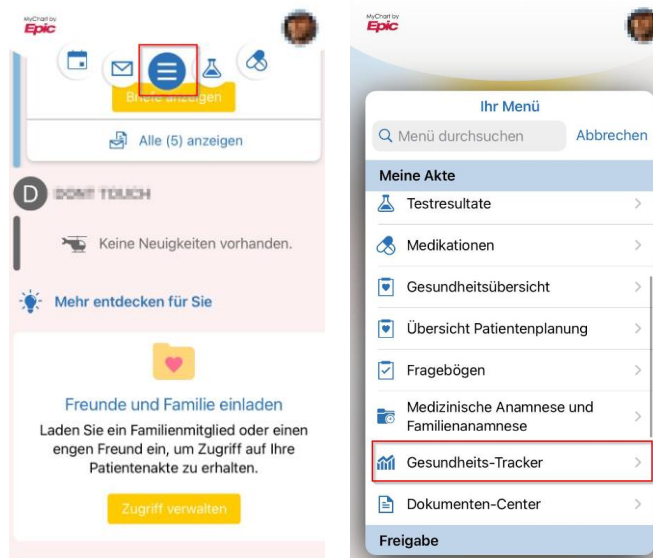 MyChart by
Epic
Briefe anzeigen
Alle (5) anzeigen
D
DONT TOUCH
Keine Neuigkeiten vorhanden.
Mehr entdecken für Sie
Freunde und Familie einladen
Laden Sie ein Familienmitglied oder einen
engen Freund ein, um Zugriff auf Ihre
Patientenakte zu erhalten.
Zugriff verwalten
MyChart by
Epic
Ihr Menü
Menü durchsuchen Abbrechen
Meine Akte
Testresultate
Medikationen
Gesundheitsübersicht
Übersicht Patientenplanung
Fragebögen
Medizinische Anamnese und
Familienanamnese
Gesundheits-Tracker
Dokumenten-Center
Freigabe